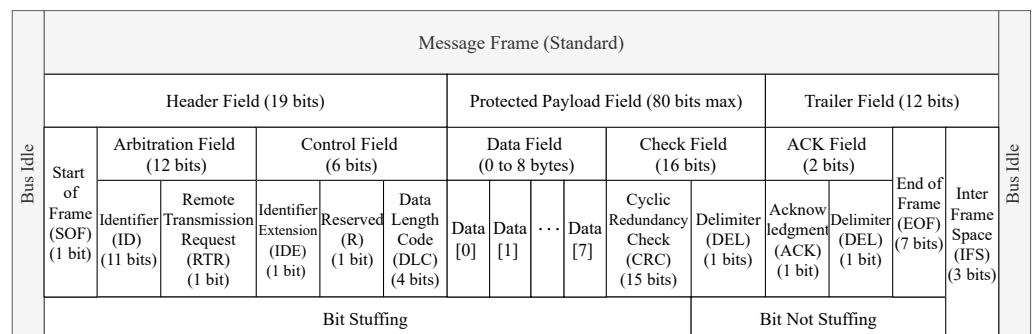 Message Frame (Standard)
Bus Idle
Bus Idle
Header Field (19 bits)
Protected Payload Field (80 bits max)
Trailer Field (12 bits)
Start
of
Frame
(SOF)
(1 bit)
Arbitration Field
(12 bits)
Control Field
(6 bits)
Data Field
(0 to 8 bytes)
Check Field
(16 bits)
ACK Field
(2 bits)
End of
Frame
(EOF)
(7 bits)
Inter
Frame
Space
(IFS)
(3 bits)
Identifier
(ID)
(11 bits)
Remote
Transmission
Request
(RTR)
(1 bit)
Identifier
Extension
(IDE)
(1 bit)
Reserved
(R)
(1 bit)
Data
Length
Code
(DLC)
(4 bits)
Data
[0]
Data
[1]
···
Data
[7]
Cyclic
Redundancy
Check
(CRC)
(15 bits)
Delimiter
(DEL)
(1 bits)
Acknow
ledgment
(ACK)
(1 bit)
Delimiter
(DEL)
(1 bit)
Bit Stuffing
Bit Not Stuffing